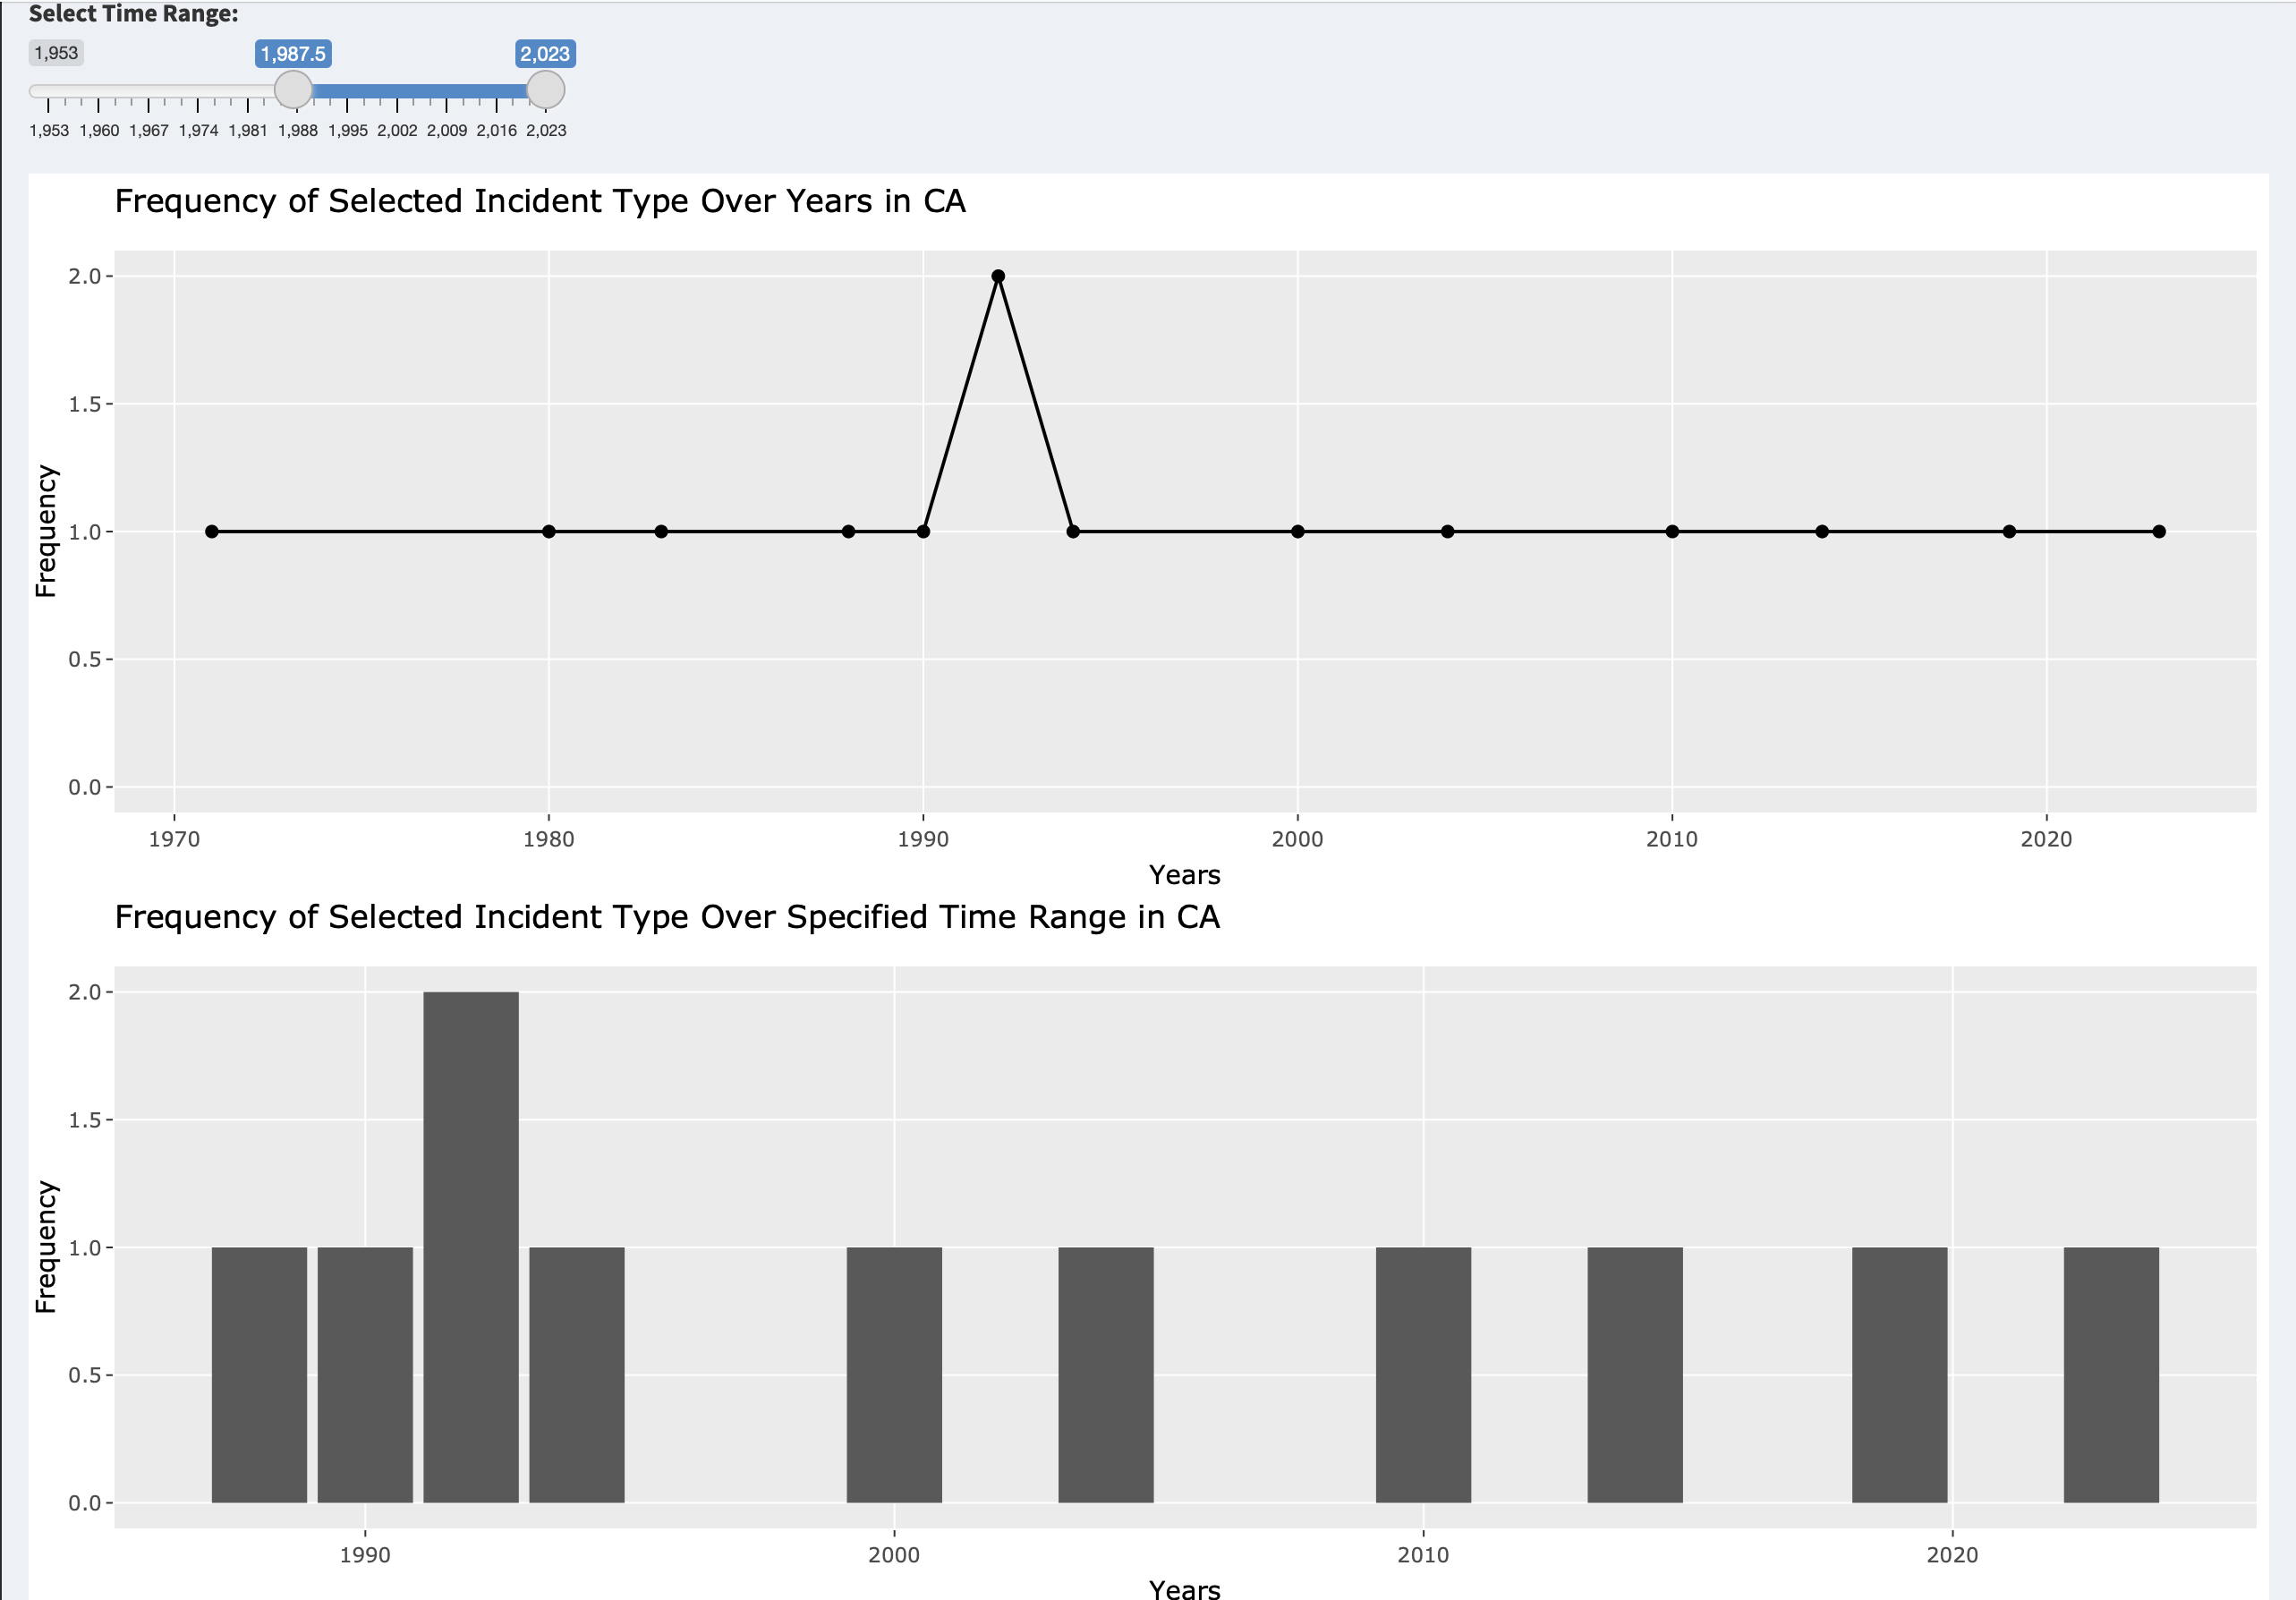 Select Time Range:
1,953 1,987.5 2,023
1,953 1,960 1,967 1,974 1,981 1,988 1,995 2,002 2,009 2,016 2,023
Frequency of Selected Incident Type Over Years in CA
2.0
1.5
1.0
0.5
0.0
Frequency
1970 1980 1990 2000 2010 2020
Years
Frequency of Selected Incident Type Over Specified Time Range in CA
2.0
1.5
1.0
0.5
0.0
Frequency
1990 2000 2010 2020
Years